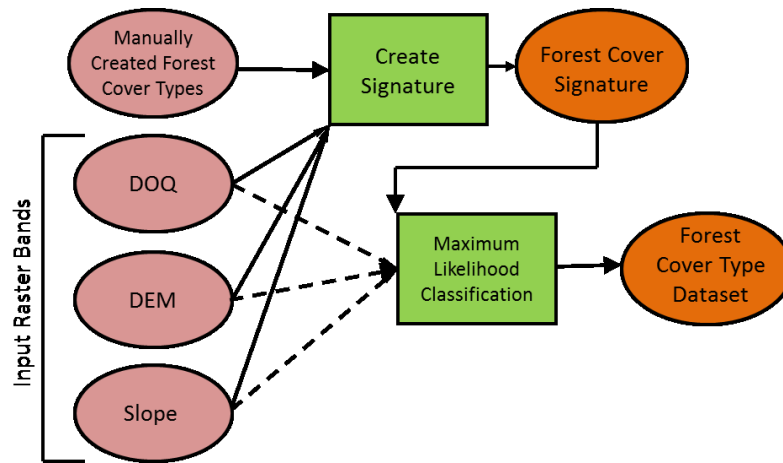 Manually
Created Forest
Cover Types
Create
Signature
Forest Cover
Signature
Input Raster Bands
DOQ
DEM
Slope
Maximum
Likelihood
Classification
Forest
Cover Type
Dataset